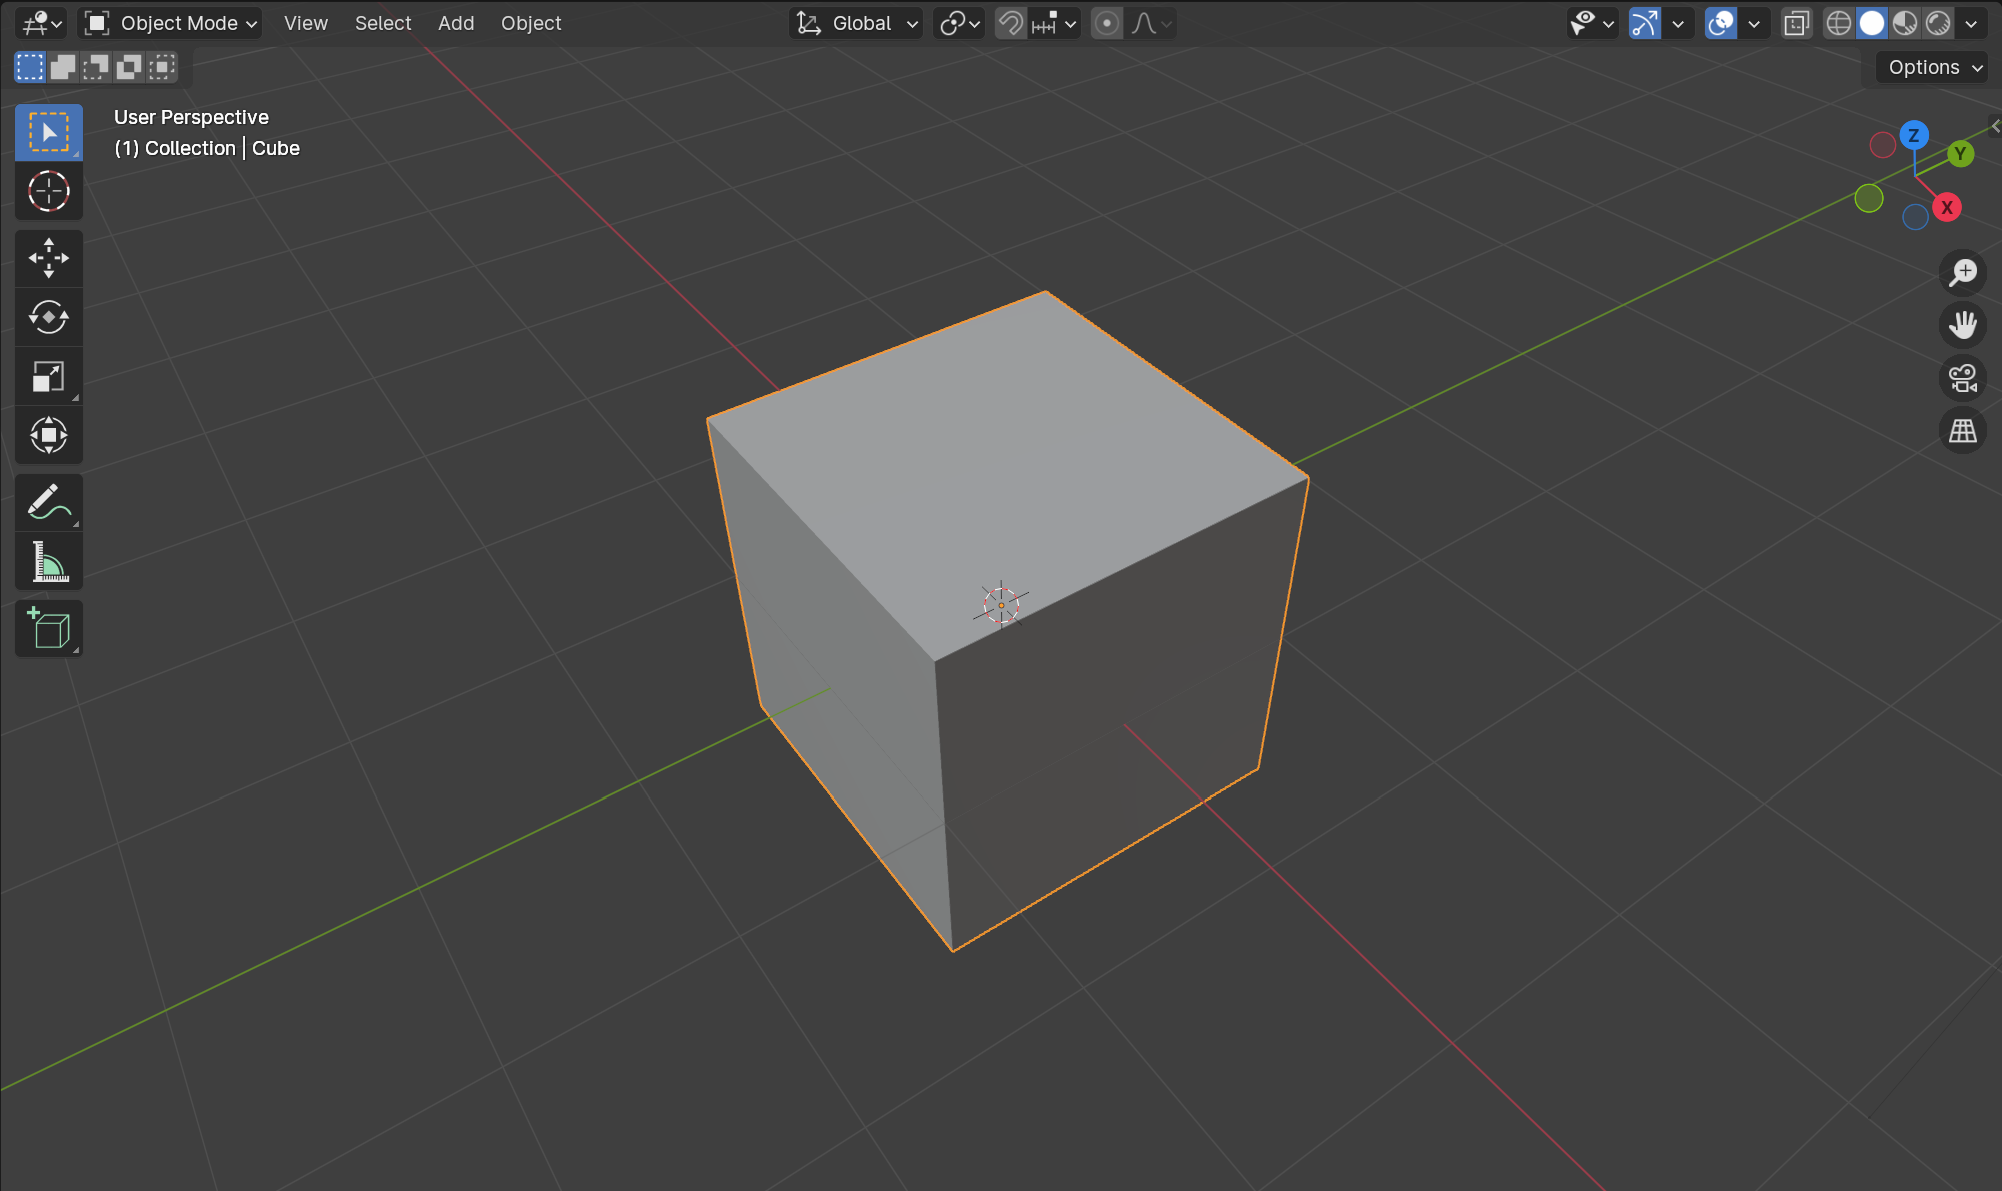 Object Mode View Select Add Object Global
Options
User Perspective
(1) Collection | Cube
Z
Y
X